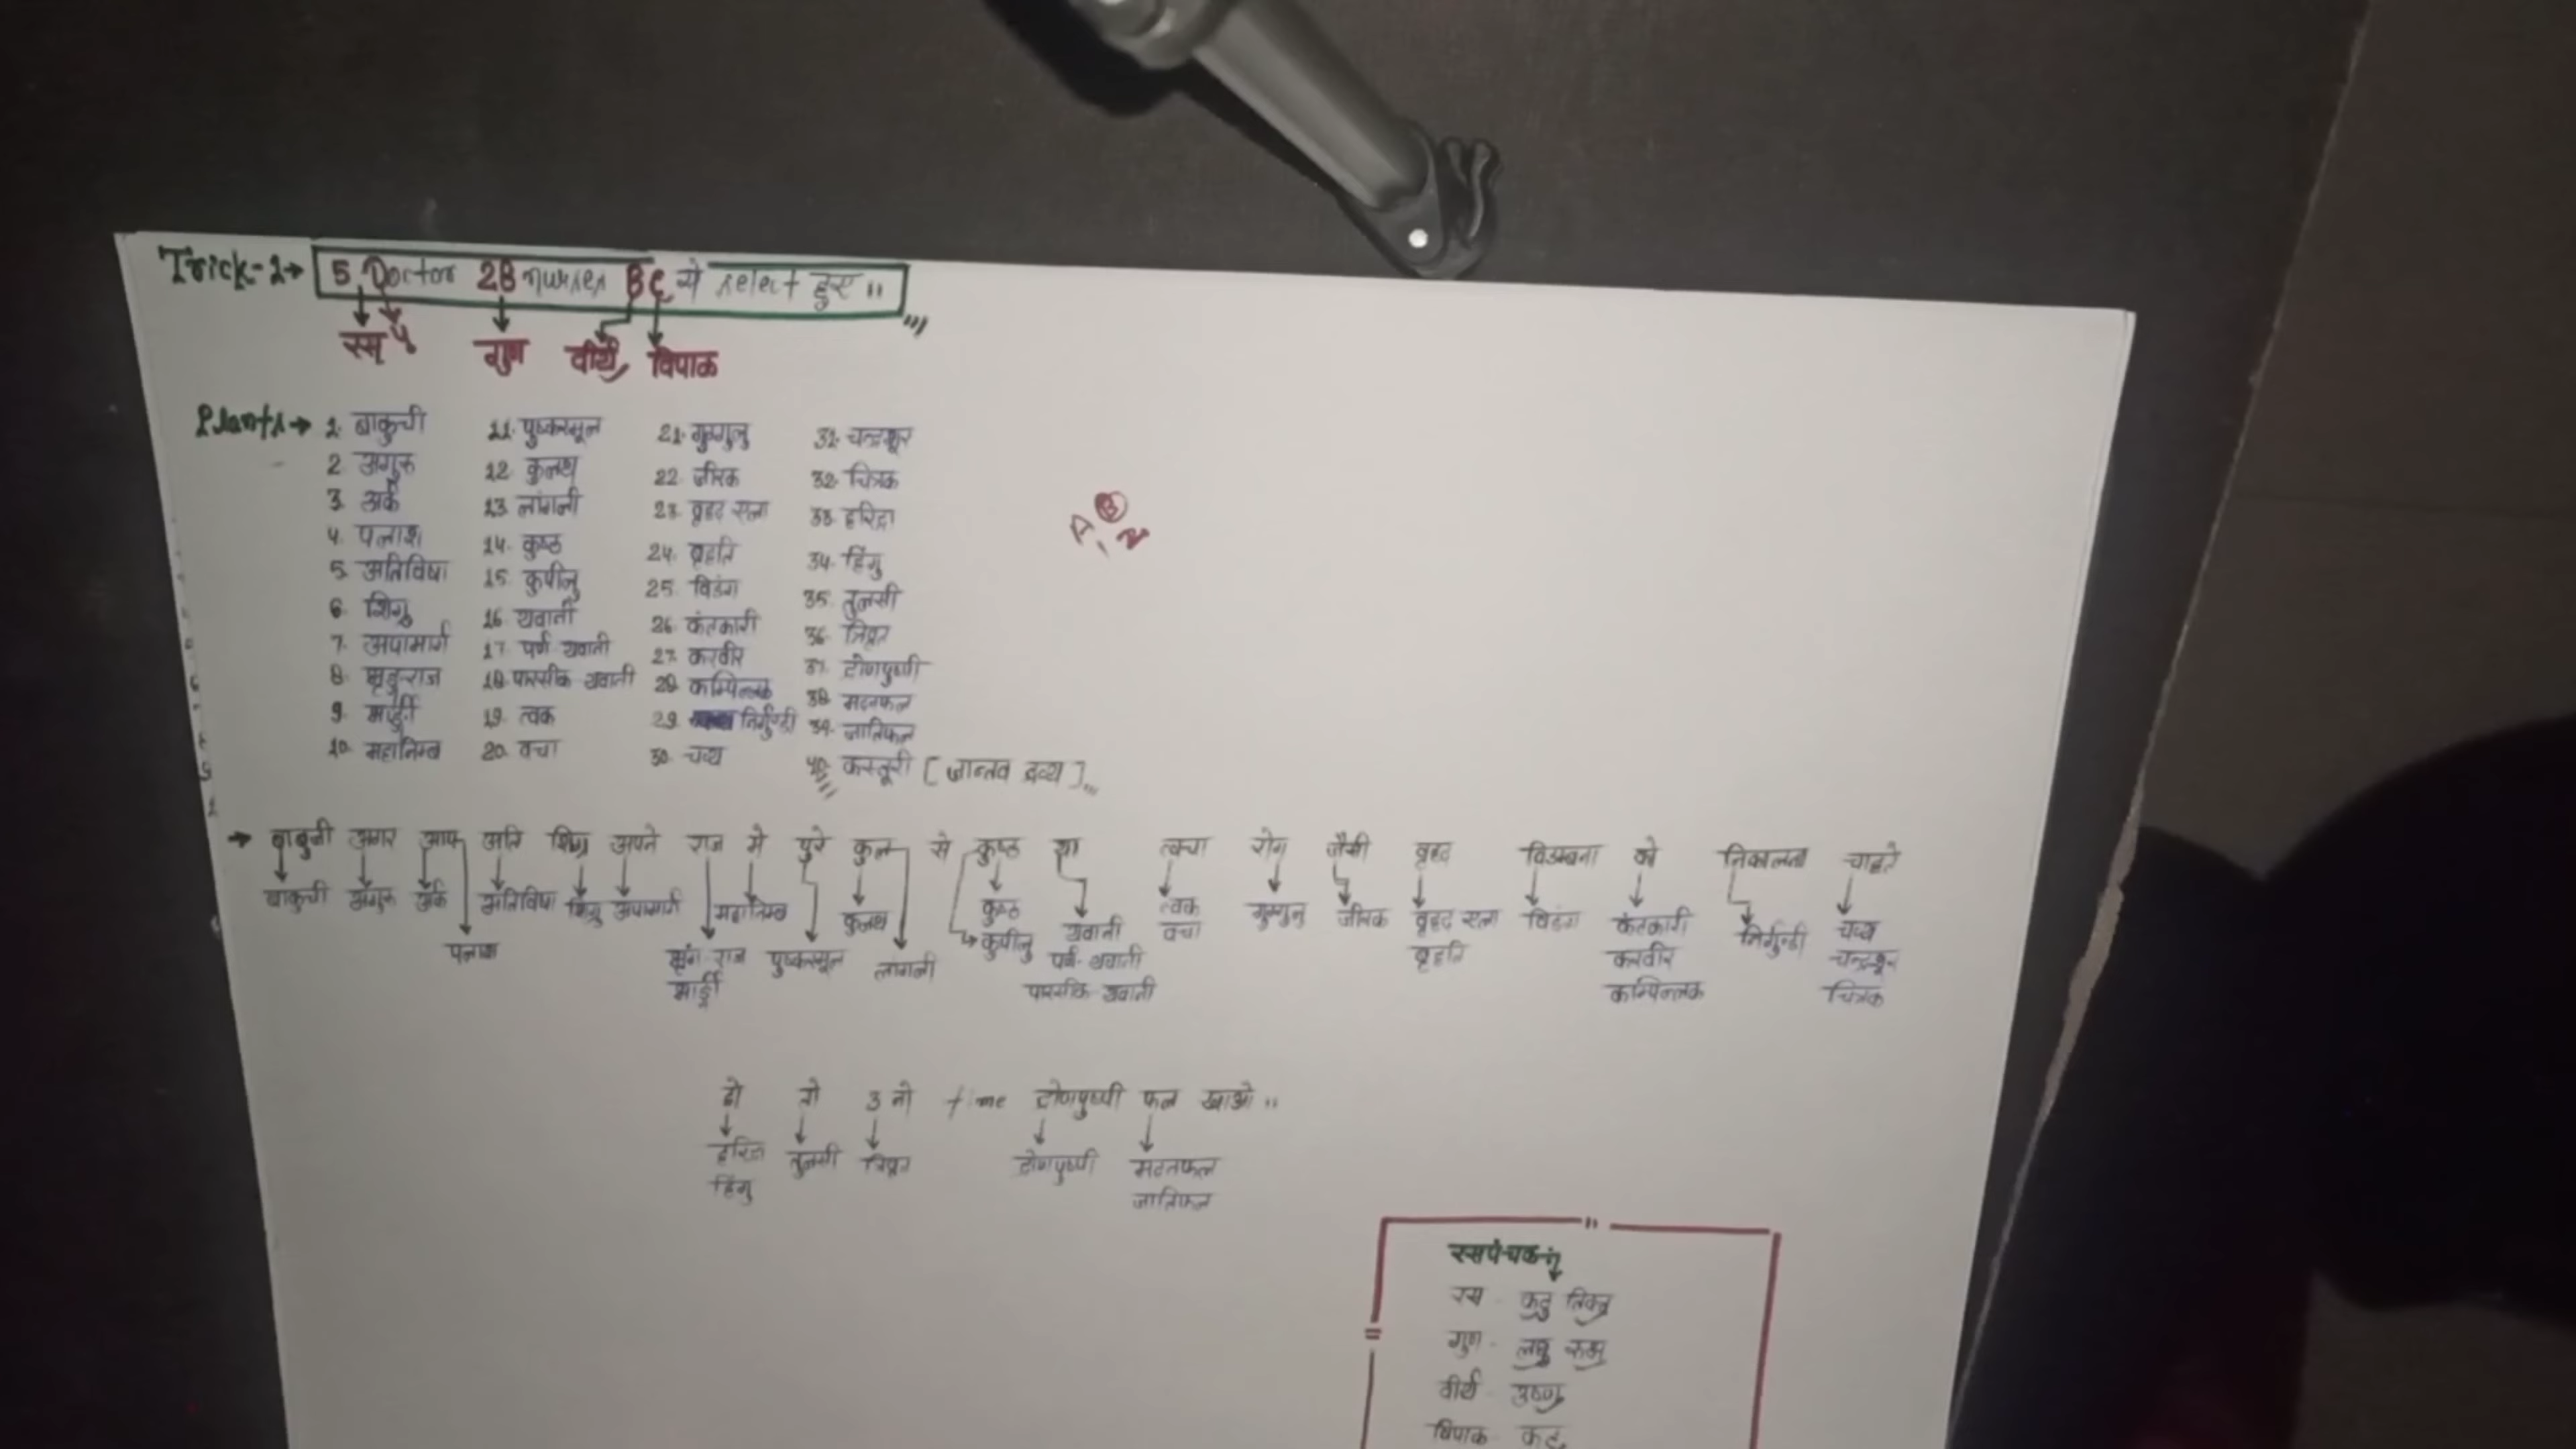 Trick-1→ 5 Doctor 2B nurses BC से select हुए "
रस 4 गुण वीर्य विपाक
Plants→ 1. बाकुची 11. पुष्करमूल 21. गुग्गुलु 31. चन्द्रशूर
2. अगुरु 12. कुलथ 22. जीरक 32. चित्रक
3. अर्क 13. लांगली 23. वृहद एला 33. हरिद्रा
4. पलाश 14. कुष्ठ 24. बृहति 34. हिंगु
5. अतिविषा 15. कुपीलु 25. विडंग 35. तुलसी
6. शिग्रु 16. यवानी 26. कंटकारी 36. त्रिवृत
7. अपामार्ग 17. पर्ण यवानी 27. करवीर 37. द्रोणपुष्पी
8. भृङ्गराज 18. पारसीक यवानी 28. कम्पिल्लक 38. मदनफल
9. भार्ङ्गी 19. त्वक 29. निर्गुण्डी 39. जातिफल
10. महानिम्ब 20. वचा 30. चव्य 40. कस्तूरी [जान्तव द्रव्य]
→ बाबुजी अगर आप अति शिग्र अपने राज मे पुरे कुल से कुष्ठ या त्वचा रोग जैसी वृहद विडम्बना को निकालना चाहते
बाकुची अगुरु अर्क अतिविषा शिग्रु अपामार्ग महानिम्ब कुलथ कुष्ठ त्वक गुग्गुलु जीरक वृहद एला विडंग कंटकारी चव्य
पलाश भृंगराज पुष्करमूल लांगली कुपीलु यवानी वचा बृहति करवीर निर्गुन्डी चन्द्रशूर
भार्ङ्गी पर्ण-यवानी पारसीक-यवानी कम्पिल्लक चित्रक
हो तो 3 नो time द्रोणपुष्पी फल खाओ "
हरिद्रा तुलसी त्रिवृत द्रोणपुष्पी मदनफल
हिंगु जातिफल
रसपंचक
रस - कटु तिक्त
गुण - लघु रुक्ष
वीर्य - उष्ण
विपाक - कटु